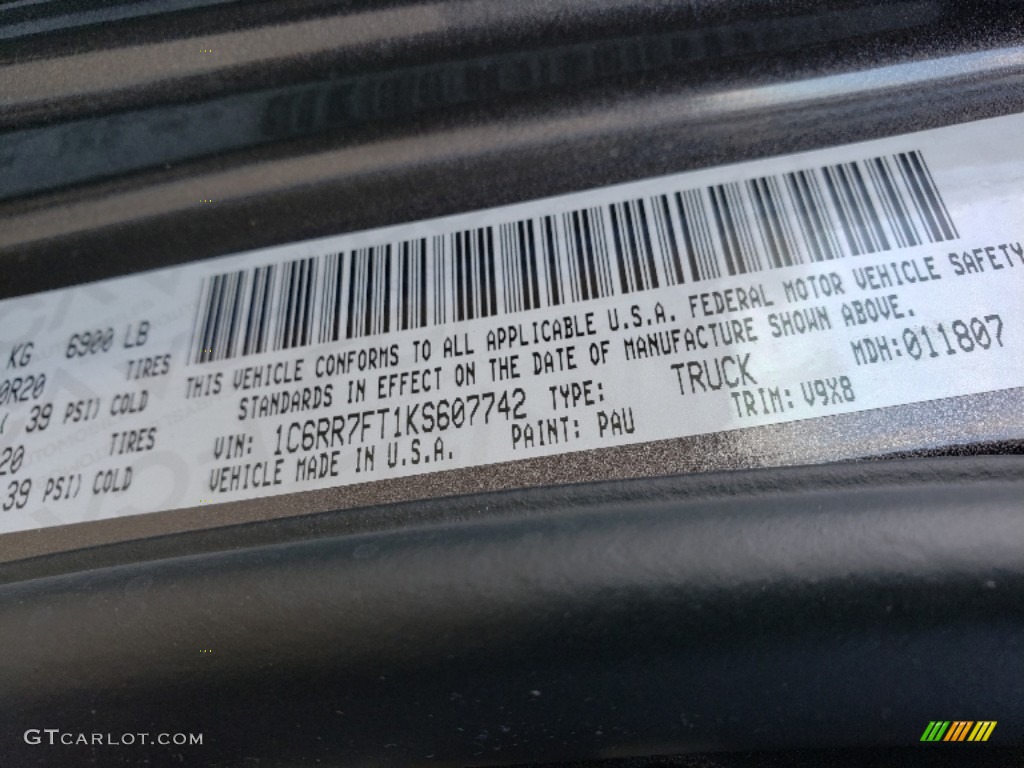 KG 6900 LB
0R20 TIRES
( 39 PSI) COLD
20 TIRES
39 PSI) COLD
THIS VEHICLE CONFORMS TO ALL APPLICABLE U.S.A. FEDERAL MOTOR VEHICLE SAFETY
STANDARDS IN EFFECT ON THE DATE OF MANUFACTURE SHOWN ABOVE.
VIN: 1C6RR7FT1KS607742 TYPE: TRUCK MDH:011807
VEHICLE MADE IN U.S.A. PAINT: PAU TRIM: V9X8
GTCARLOT.COM